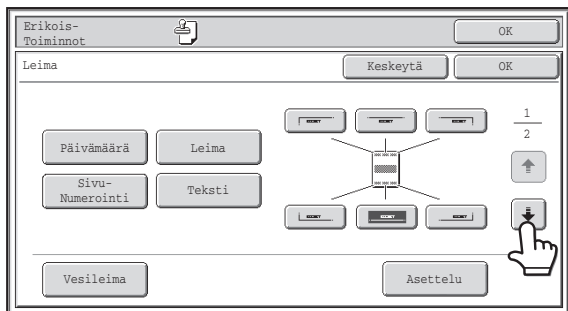 Erikois-
Toiminnot
OK
Leima
Keskeytä
OK
Päivämäärä
Leima
Sivu-
Numerointi
Teksti
1
2
Vesileima
Asettelu